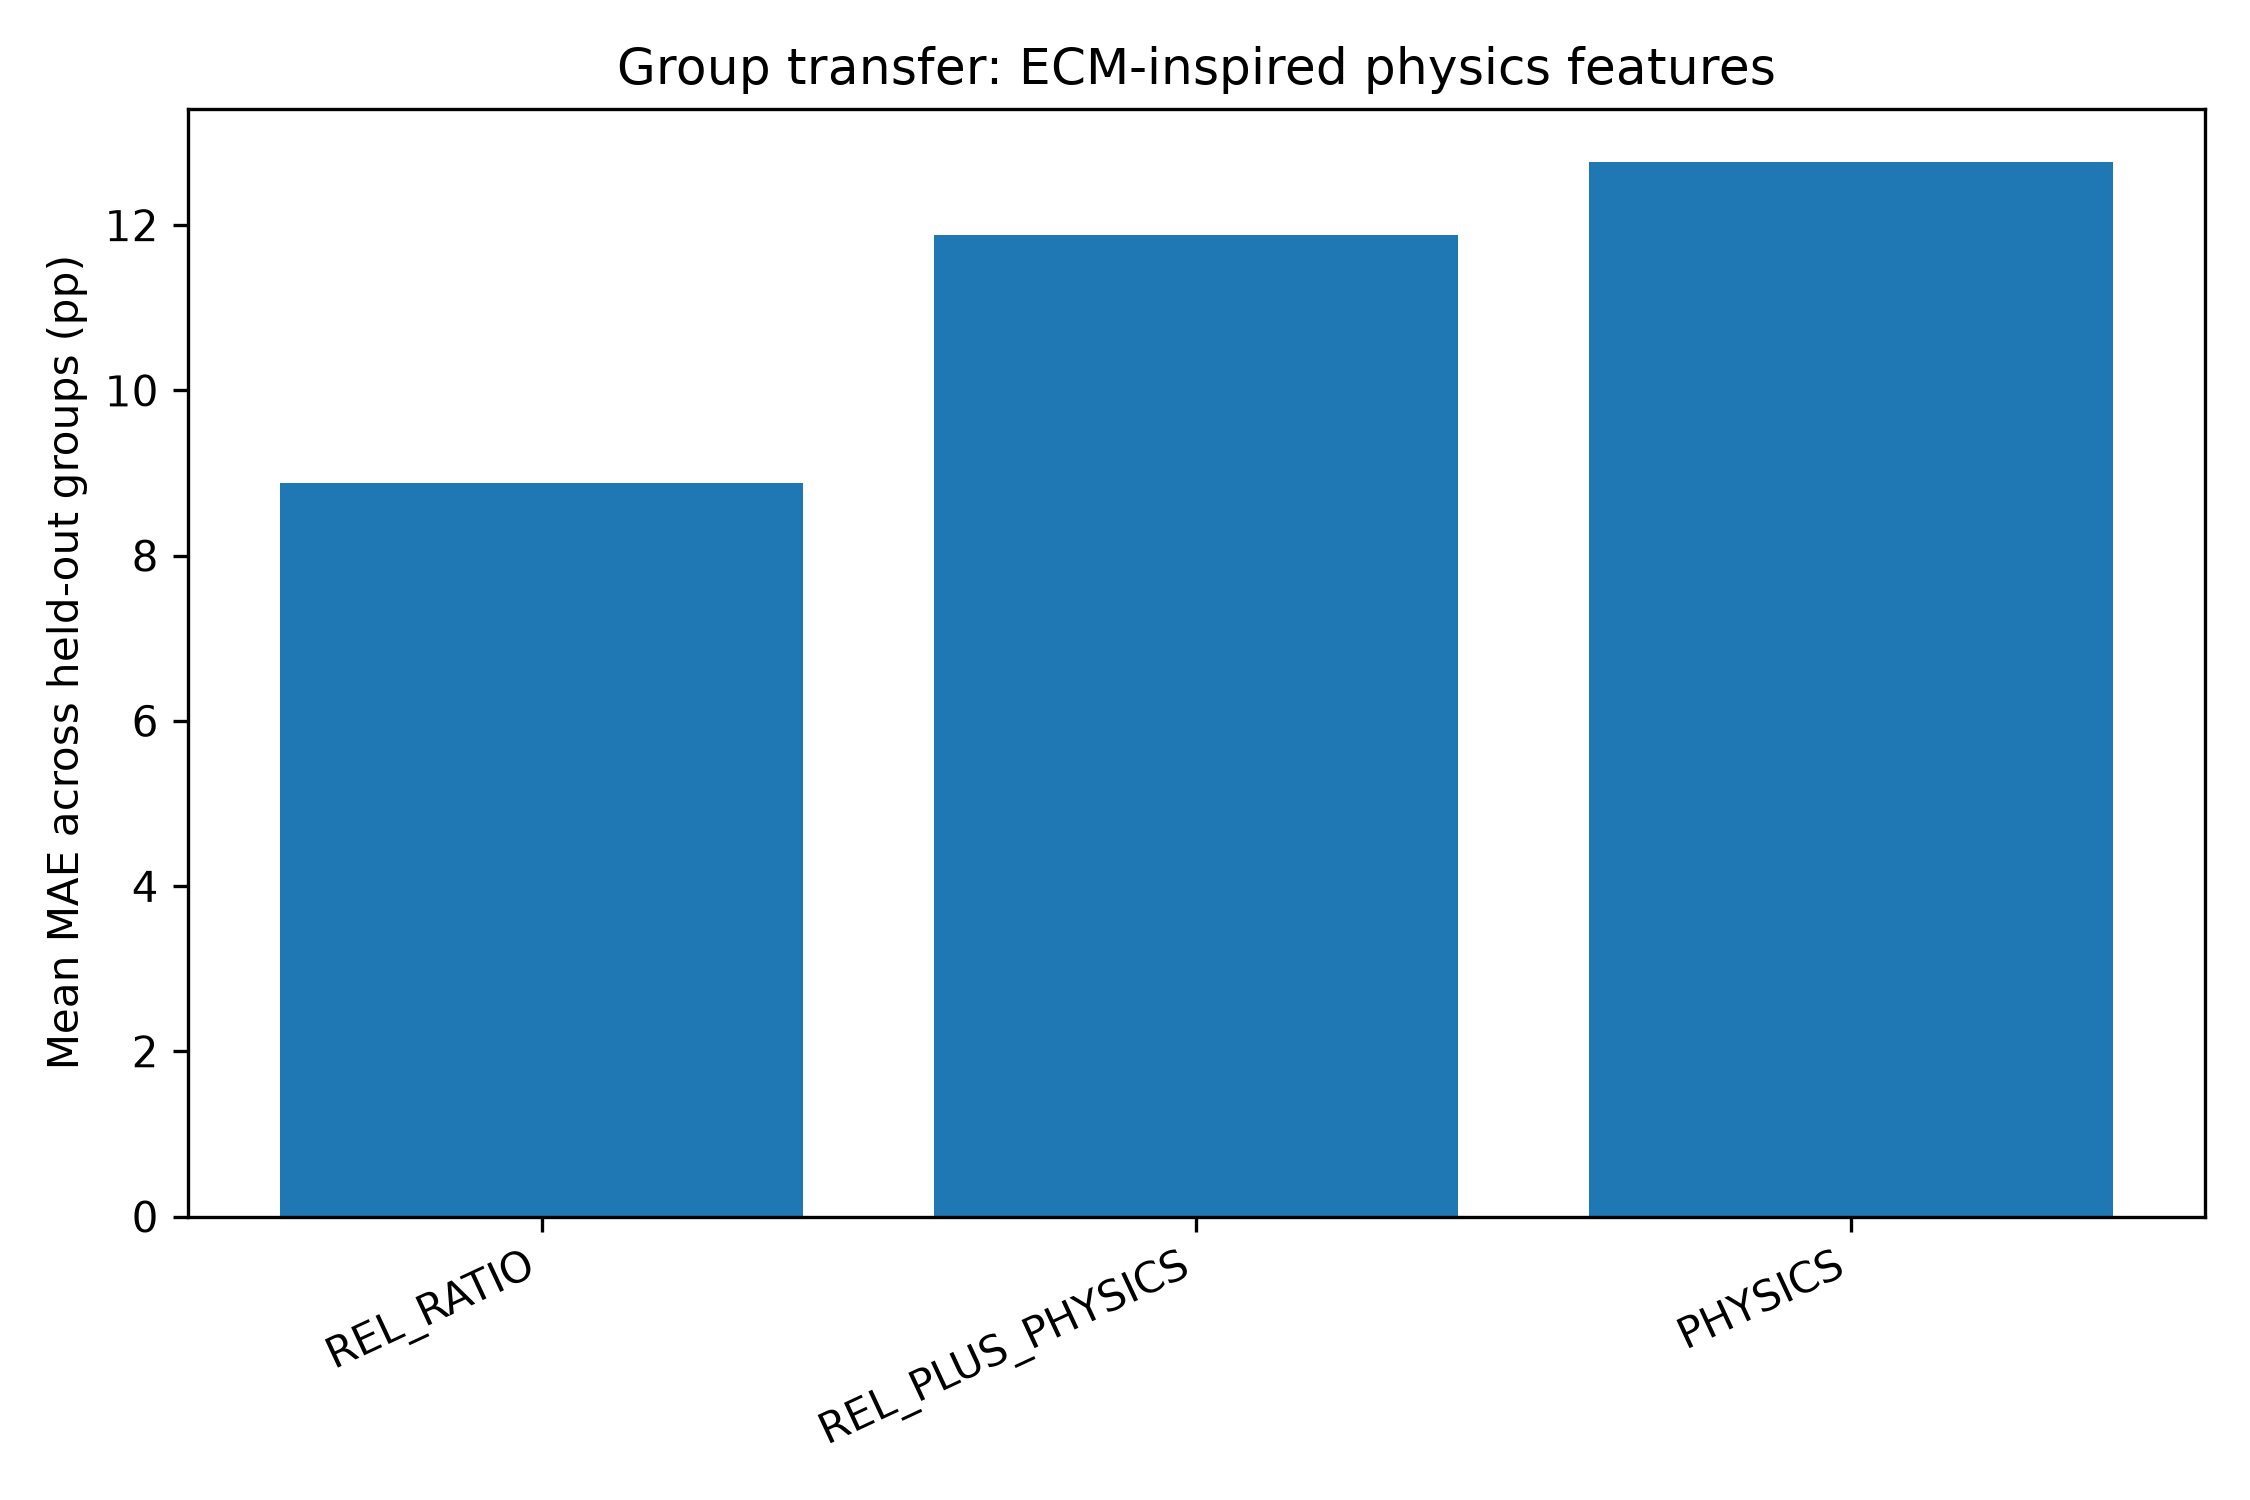 Group transfer: ECM-inspired physics features
Mean MAE across held-out groups (pp)
12
10
8
6
4
2
0
REL_RATIO
REL_PLUS_PHYSICS
PHYSICS